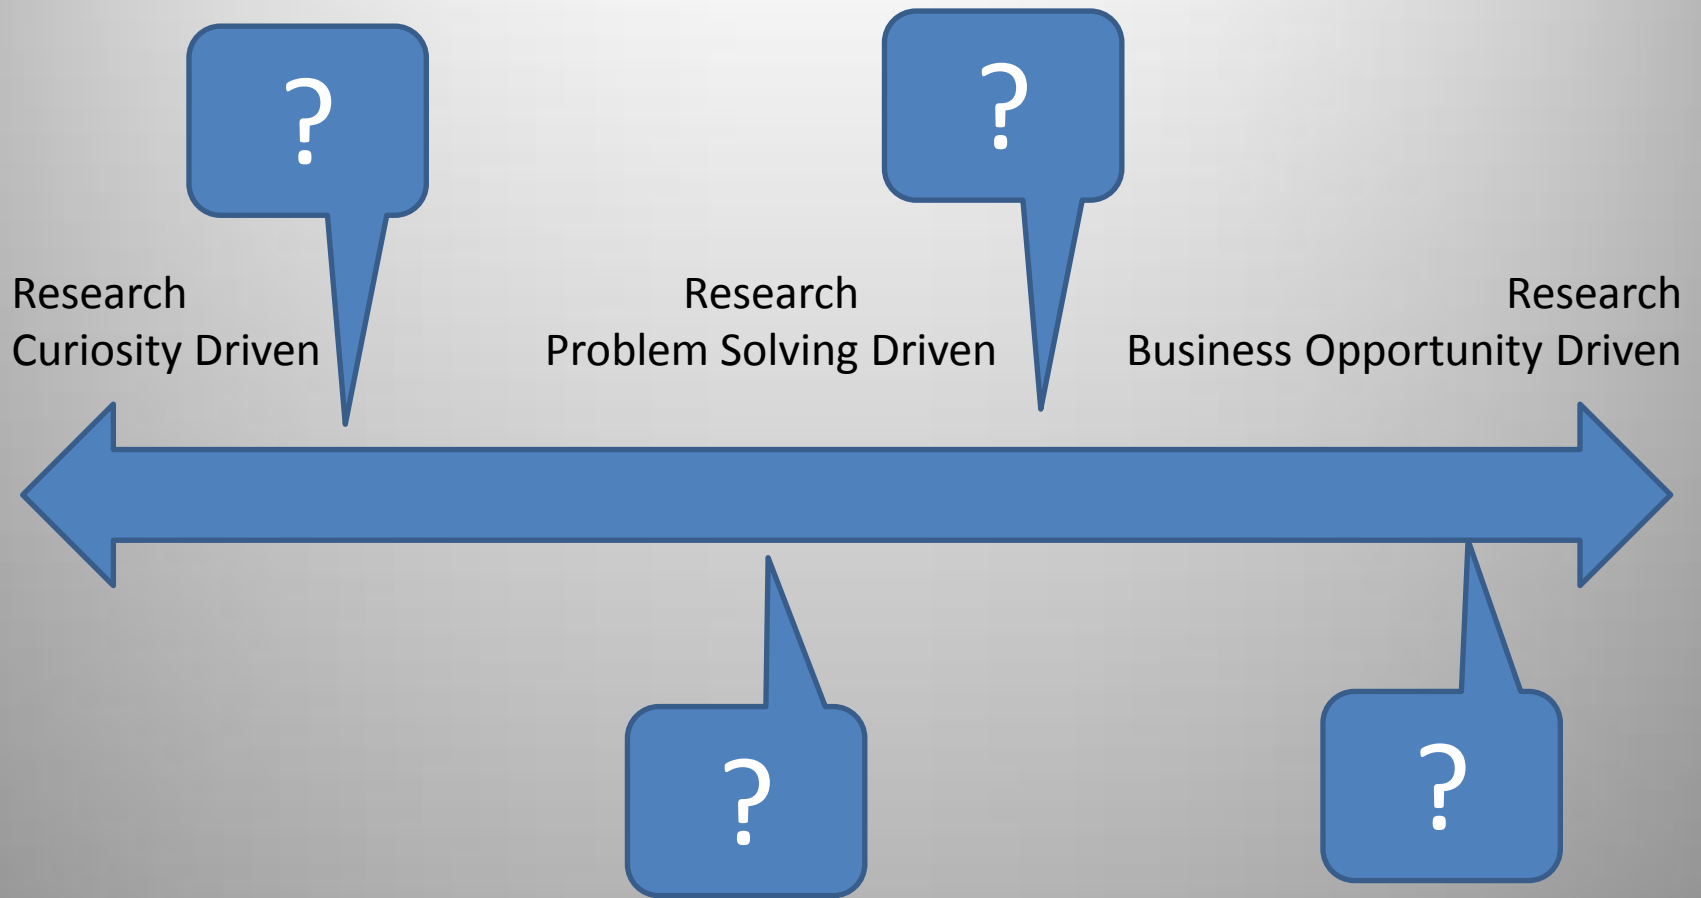 ?
?
Research
Curiosity Driven
Research
Problem Solving Driven
Research
Business Opportunity Driven
?
?